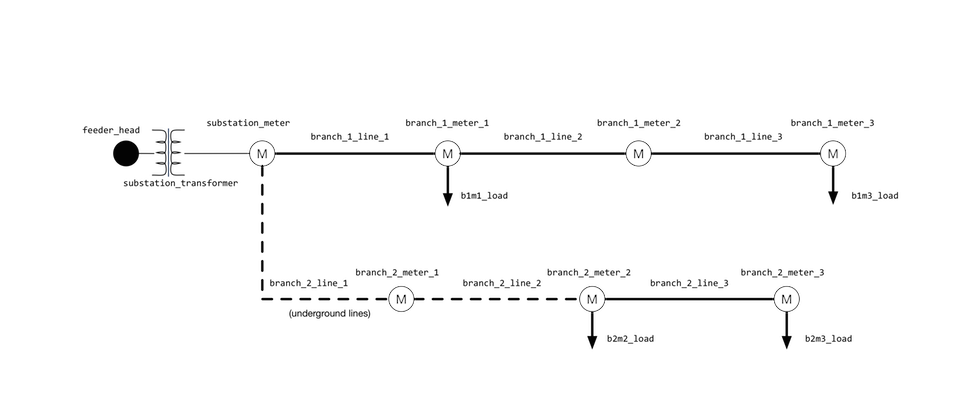 feeder_head
substation_transformer
substation_meter
M
branch_1_line_1
branch_1_meter_1
M
b1m1_load
branch_1_line_2
branch_1_meter_2
M
branch_1_line_3
branch_1_meter_3
M
b1m3_load
branch_2_line_1
(underground lines)
branch_2_meter_1
M
branch_2_line_2
branch_2_meter_2
M
b2m2_load
branch_2_line_3
branch_2_meter_3
M
b2m3_load